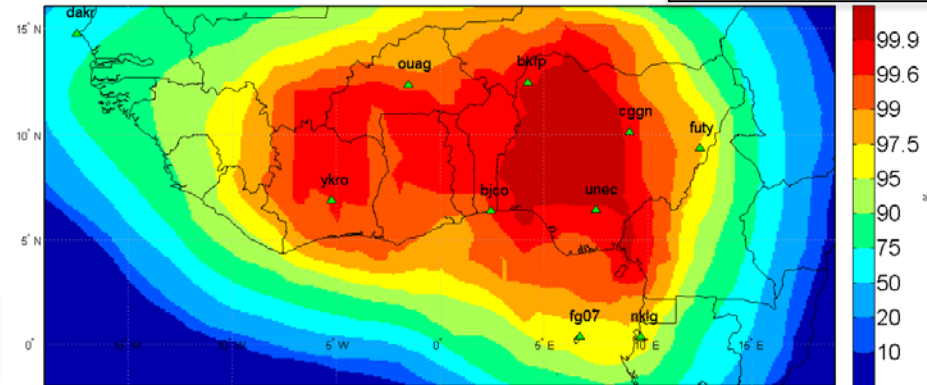 dakr
15° N
ouag
bkfp
cggn
10° N
futy
ykro
bjco
unec
5° N
fg07
nklg
0°
10° W
5° W
0°
5° E
10° E
15° E
99.9
99.6
99
97.5
95
90
75
50
20
10